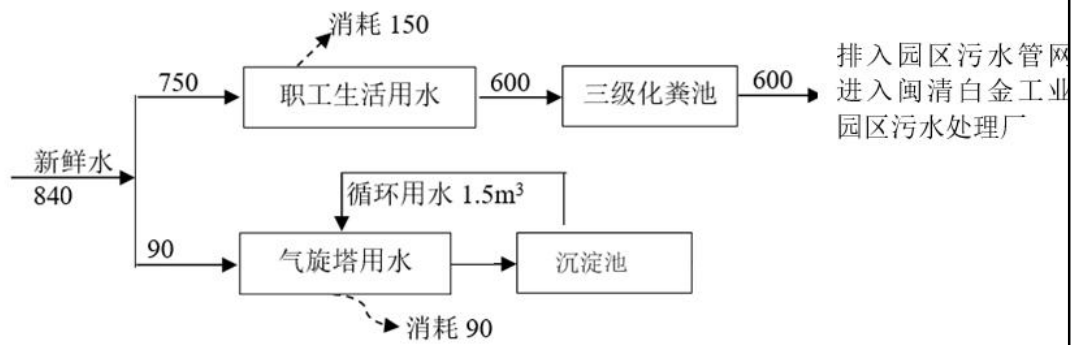 消耗 150
750
职工生活用水
600
三级化粪池
600
排入园区污水管网
进入闽清白金工业
园区污水处理厂
新鲜水
840
循环用水 1.5m³
90
气旋塔用水
沉淀池
消耗 90